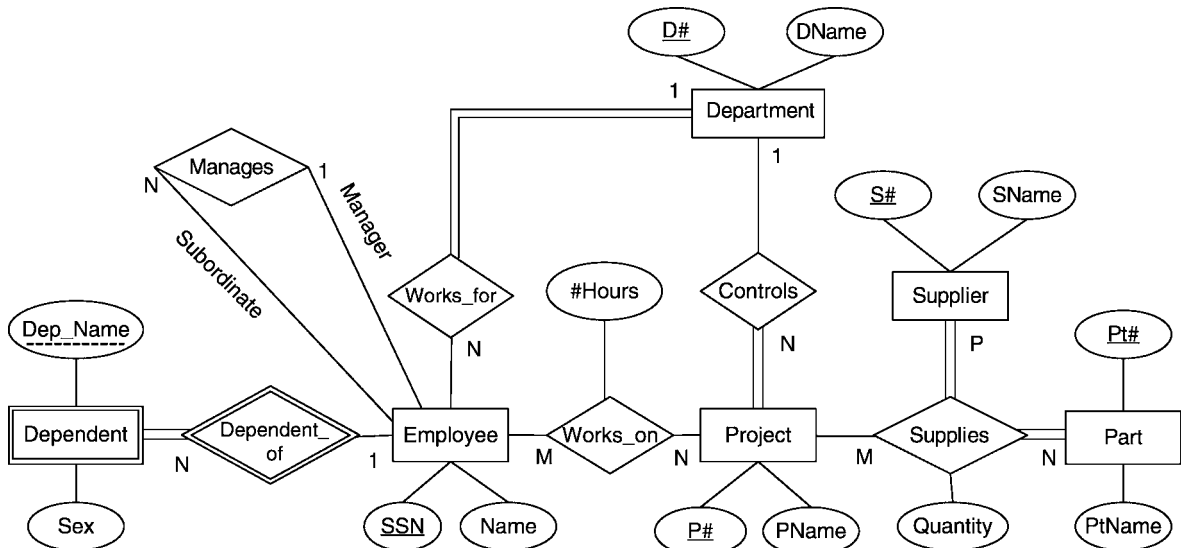 D#
DName
1
Department
1
Manages
N
1
Manager
Subordinate
S#
SName
Works_for
#Hours
Controls
Supplier
Dep_Name
N
N
P
Pt#
Dependent
Dependent_
of
Employee
Works_on
Project
Supplies
Part
N
1
M
N
M
N
Sex
SSN
Name
P#
PName
Quantity
PtName